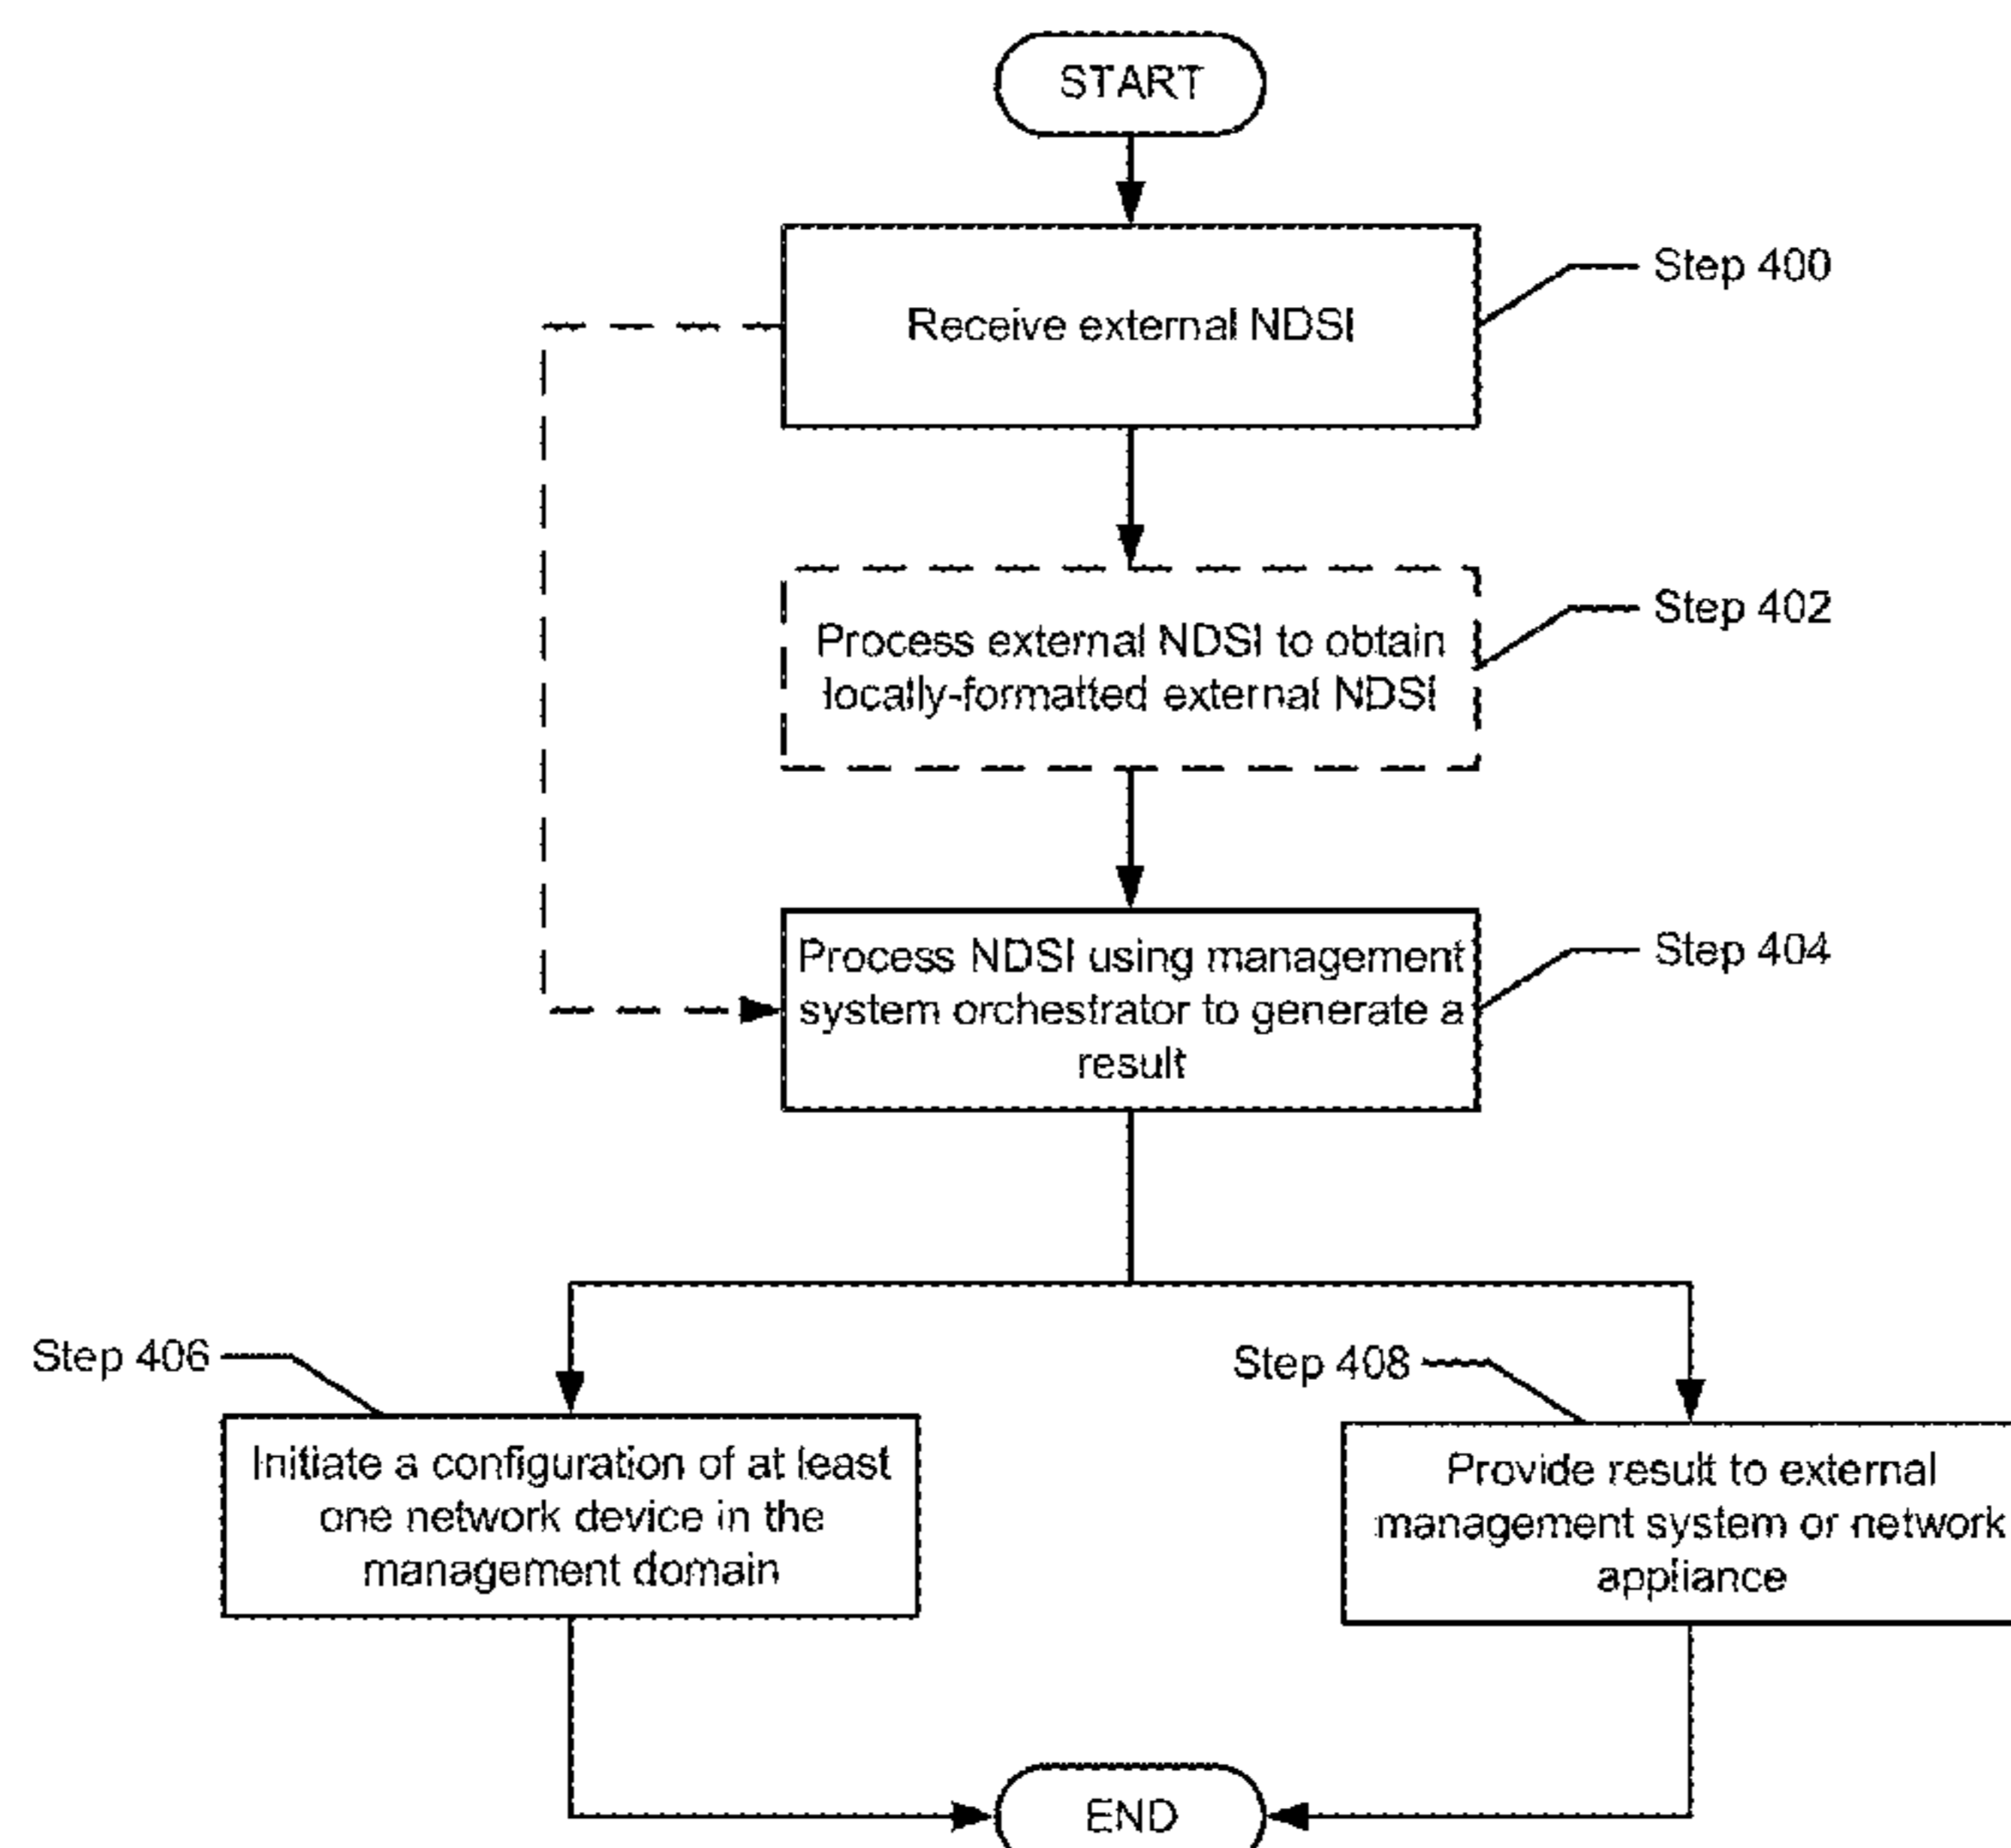 START
Step 400
Receive external NDSI
Step 402
Process external NDSI to obtain
locally-formatted external NDSI
Step 404
Process NDSI using management
system orchestrator to generate a
result
Step 406
Initiate a configuration of at least
one network device in the
management domain
Step 408
Provide result to external
management system or network
appliance
END